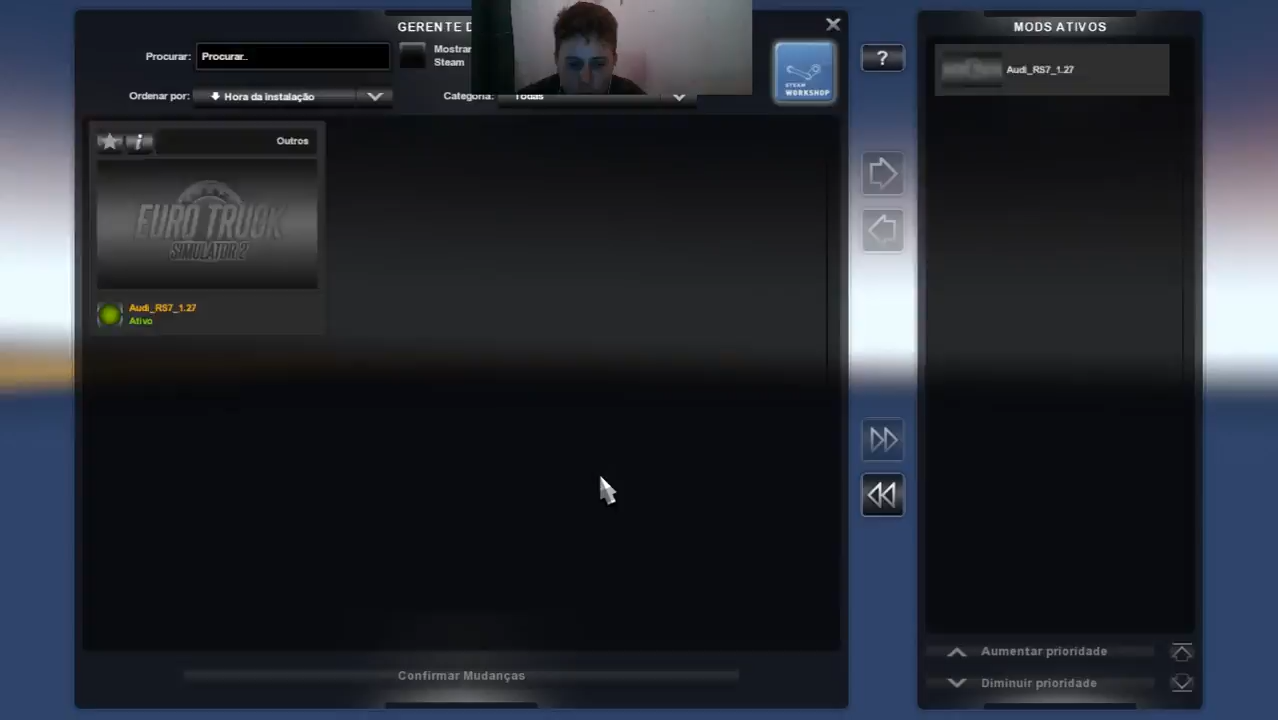 GERENTE D
MODS ATIVOS
Procurar:
Procurar..
Mostrar
Steam
STEAM
WORKSHOP
?
Audi_RS7_1.27
Ordenar por:
Hora da instalação
Categoria:
Todas
i
Outros
EURO TRUCK
SIMULATOR 2
Audi_RS7_1.27
Ativo
Aumentar prioridade
Confirmar Mudanças
Diminuir prioridade